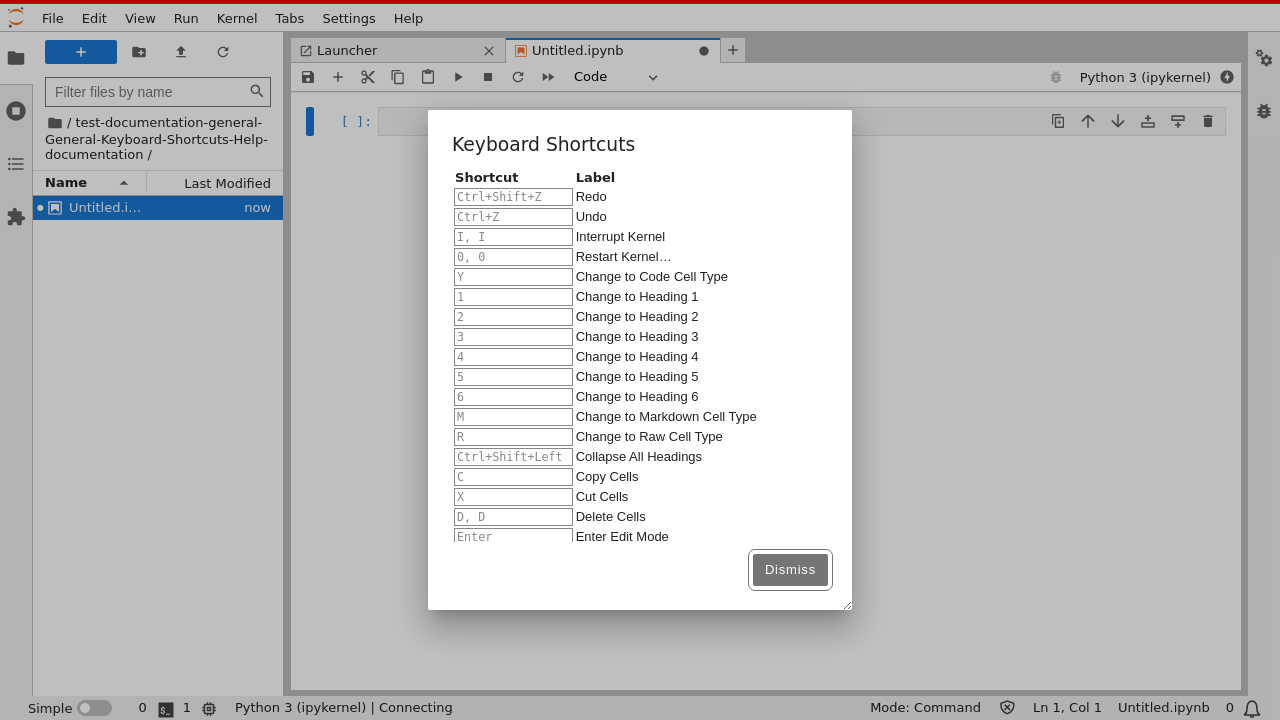 File Edit View Run Kernel Tabs Settings Help
Launcher
Untitled.ipynb
Code
Python 3 (ipykernel)
Filter files by name
/ test-documentation-general-
General-Keyboard-Shortcuts-Help-
documentation /
Name Last Modified
Untitled.i… now
[ ]:
Keyboard Shortcuts
Shortcut Label
Ctrl+Shift+Z Redo
Ctrl+Z Undo
I, I Interrupt Kernel
0, 0 Restart Kernel…
Y Change to Code Cell Type
1 Change to Heading 1
2 Change to Heading 2
3 Change to Heading 3
4 Change to Heading 4
5 Change to Heading 5
6 Change to Heading 6
M Change to Markdown Cell Type
R Change to Raw Cell Type
Ctrl+Shift+Left Collapse All Headings
C Copy Cells
X Cut Cells
D, D Delete Cells
Enter Enter Edit Mode
Dismiss
Simple 0 $_ 1 Python 3 (ipykernel) | Connecting Mode: Command Ln 1, Col 1 Untitled.ipynb 0